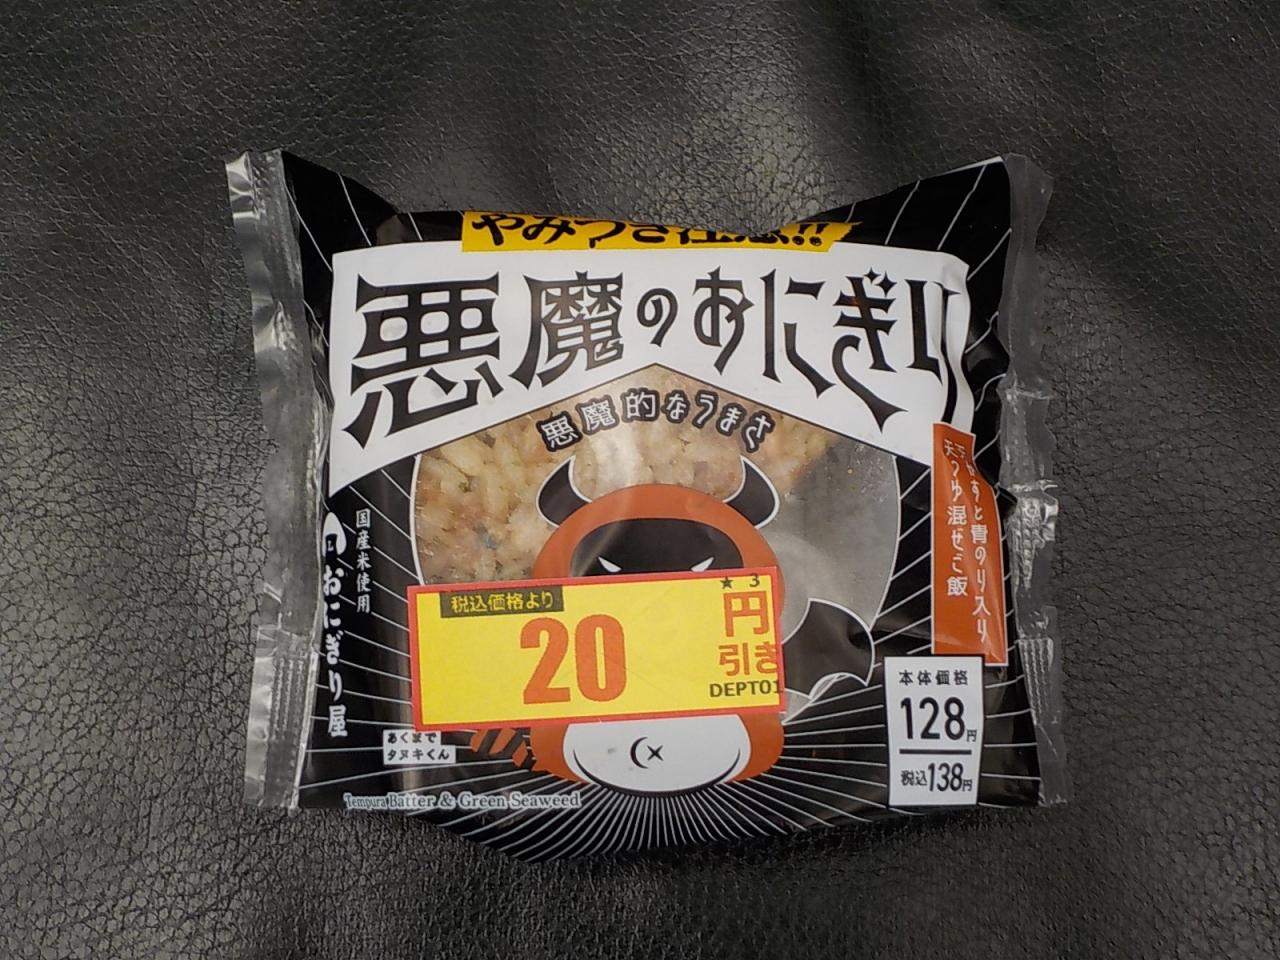 やみつき注意!!
悪魔のおにぎり
悪魔的なうまさ
天かすと青のり入り
つゆ混ぜご飯
国産米使用
おにぎり屋
税込価格より
★ 3
20
円
引き
DEPT01
あくまで
タヌキくん
本体価格
128円
税込138円
Tempura Batter & Green Seaweed